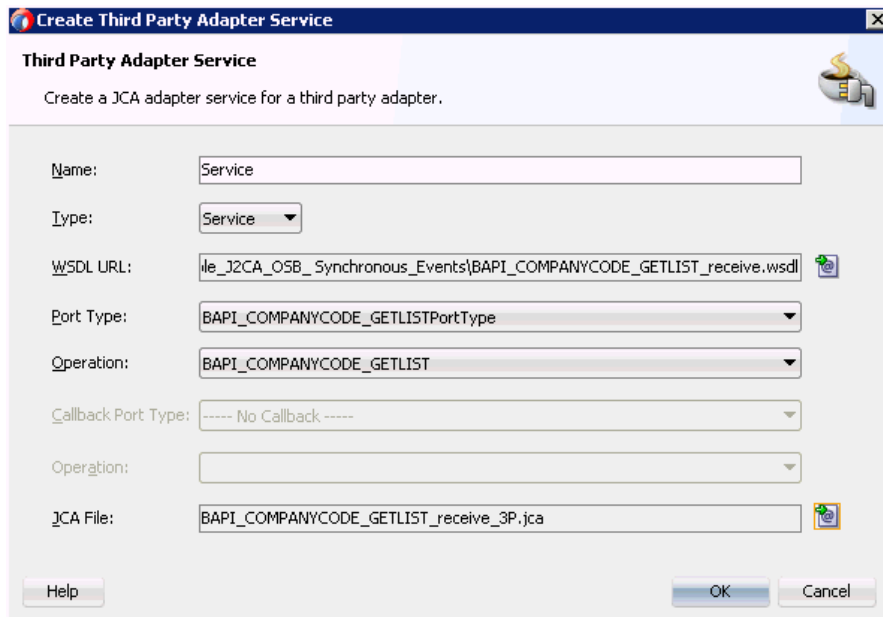 Create Third Party Adapter Service
Third Party Adapter Service
Create a JCA adapter service for a third party adapter.
Name: Service
Type: Service
WSDL URL: le_J2CA_OSB_ Synchronous_Events\BAPI_COMPANYCODE_GETLIST_receive.wsdl
Port Type: BAPI_COMPANYCODE_GETLISTPortType
Operation: BAPI_COMPANYCODE_GETLIST
Callback Port Type: ----- No Callback -----
Operation:
JCA File: BAPI_COMPANYCODE_GETLIST_receive_3P.jca
Help OK Cancel